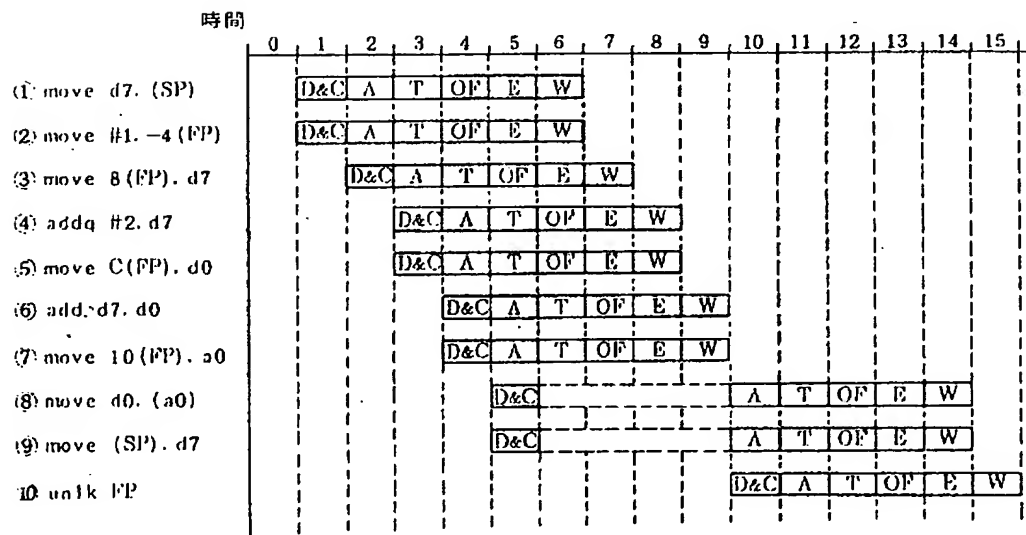 時間
0 1 2 3 4 5 6 7 8 9 10 11 12 13 14 15
(1) move d7. (SP) D&C A T OF E W
(2) move #1. -4(FP) D&C A T OF E W
(3) move 8(FP). d7 D&C A T OF E W
(4) addq #2. d7 D&C A T OF E W
(5) move C(FP). d0 D&C A T OF E W
(6) add. d7. d0 D&C A T OF E W
(7) move 10(FP). a0 D&C A T OF E W
(8) move d0. (a0) D&C A T OF E W
(9) move (SP). d7 D&C A T OF E W
10 unlk FP D&C A T OF E W